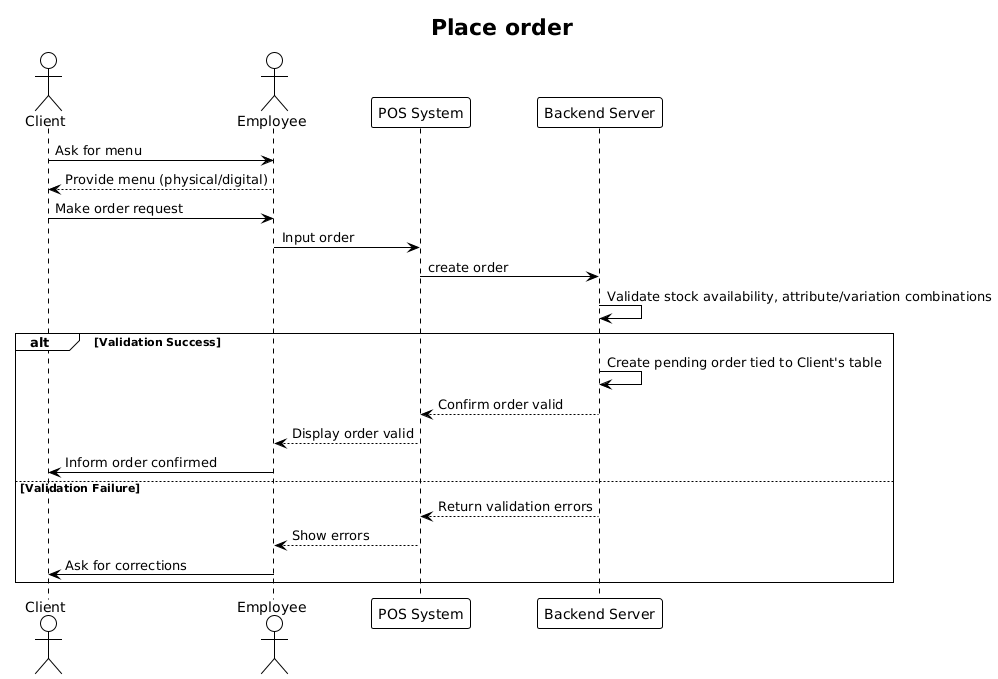 Place order
Client
Employee
POS System
Backend Server
Ask for menu
Provide menu (physical/digital)
Make order request
Input order
create order
Validate stock availability, attribute/variation combinations
alt
[Validation Success]
Create pending order tied to Client's table
Confirm order valid
Display order valid
Inform order confirmed
[Validation Failure]
Return validation errors
Show errors
Ask for corrections
Client
Employee
POS System
Backend Server